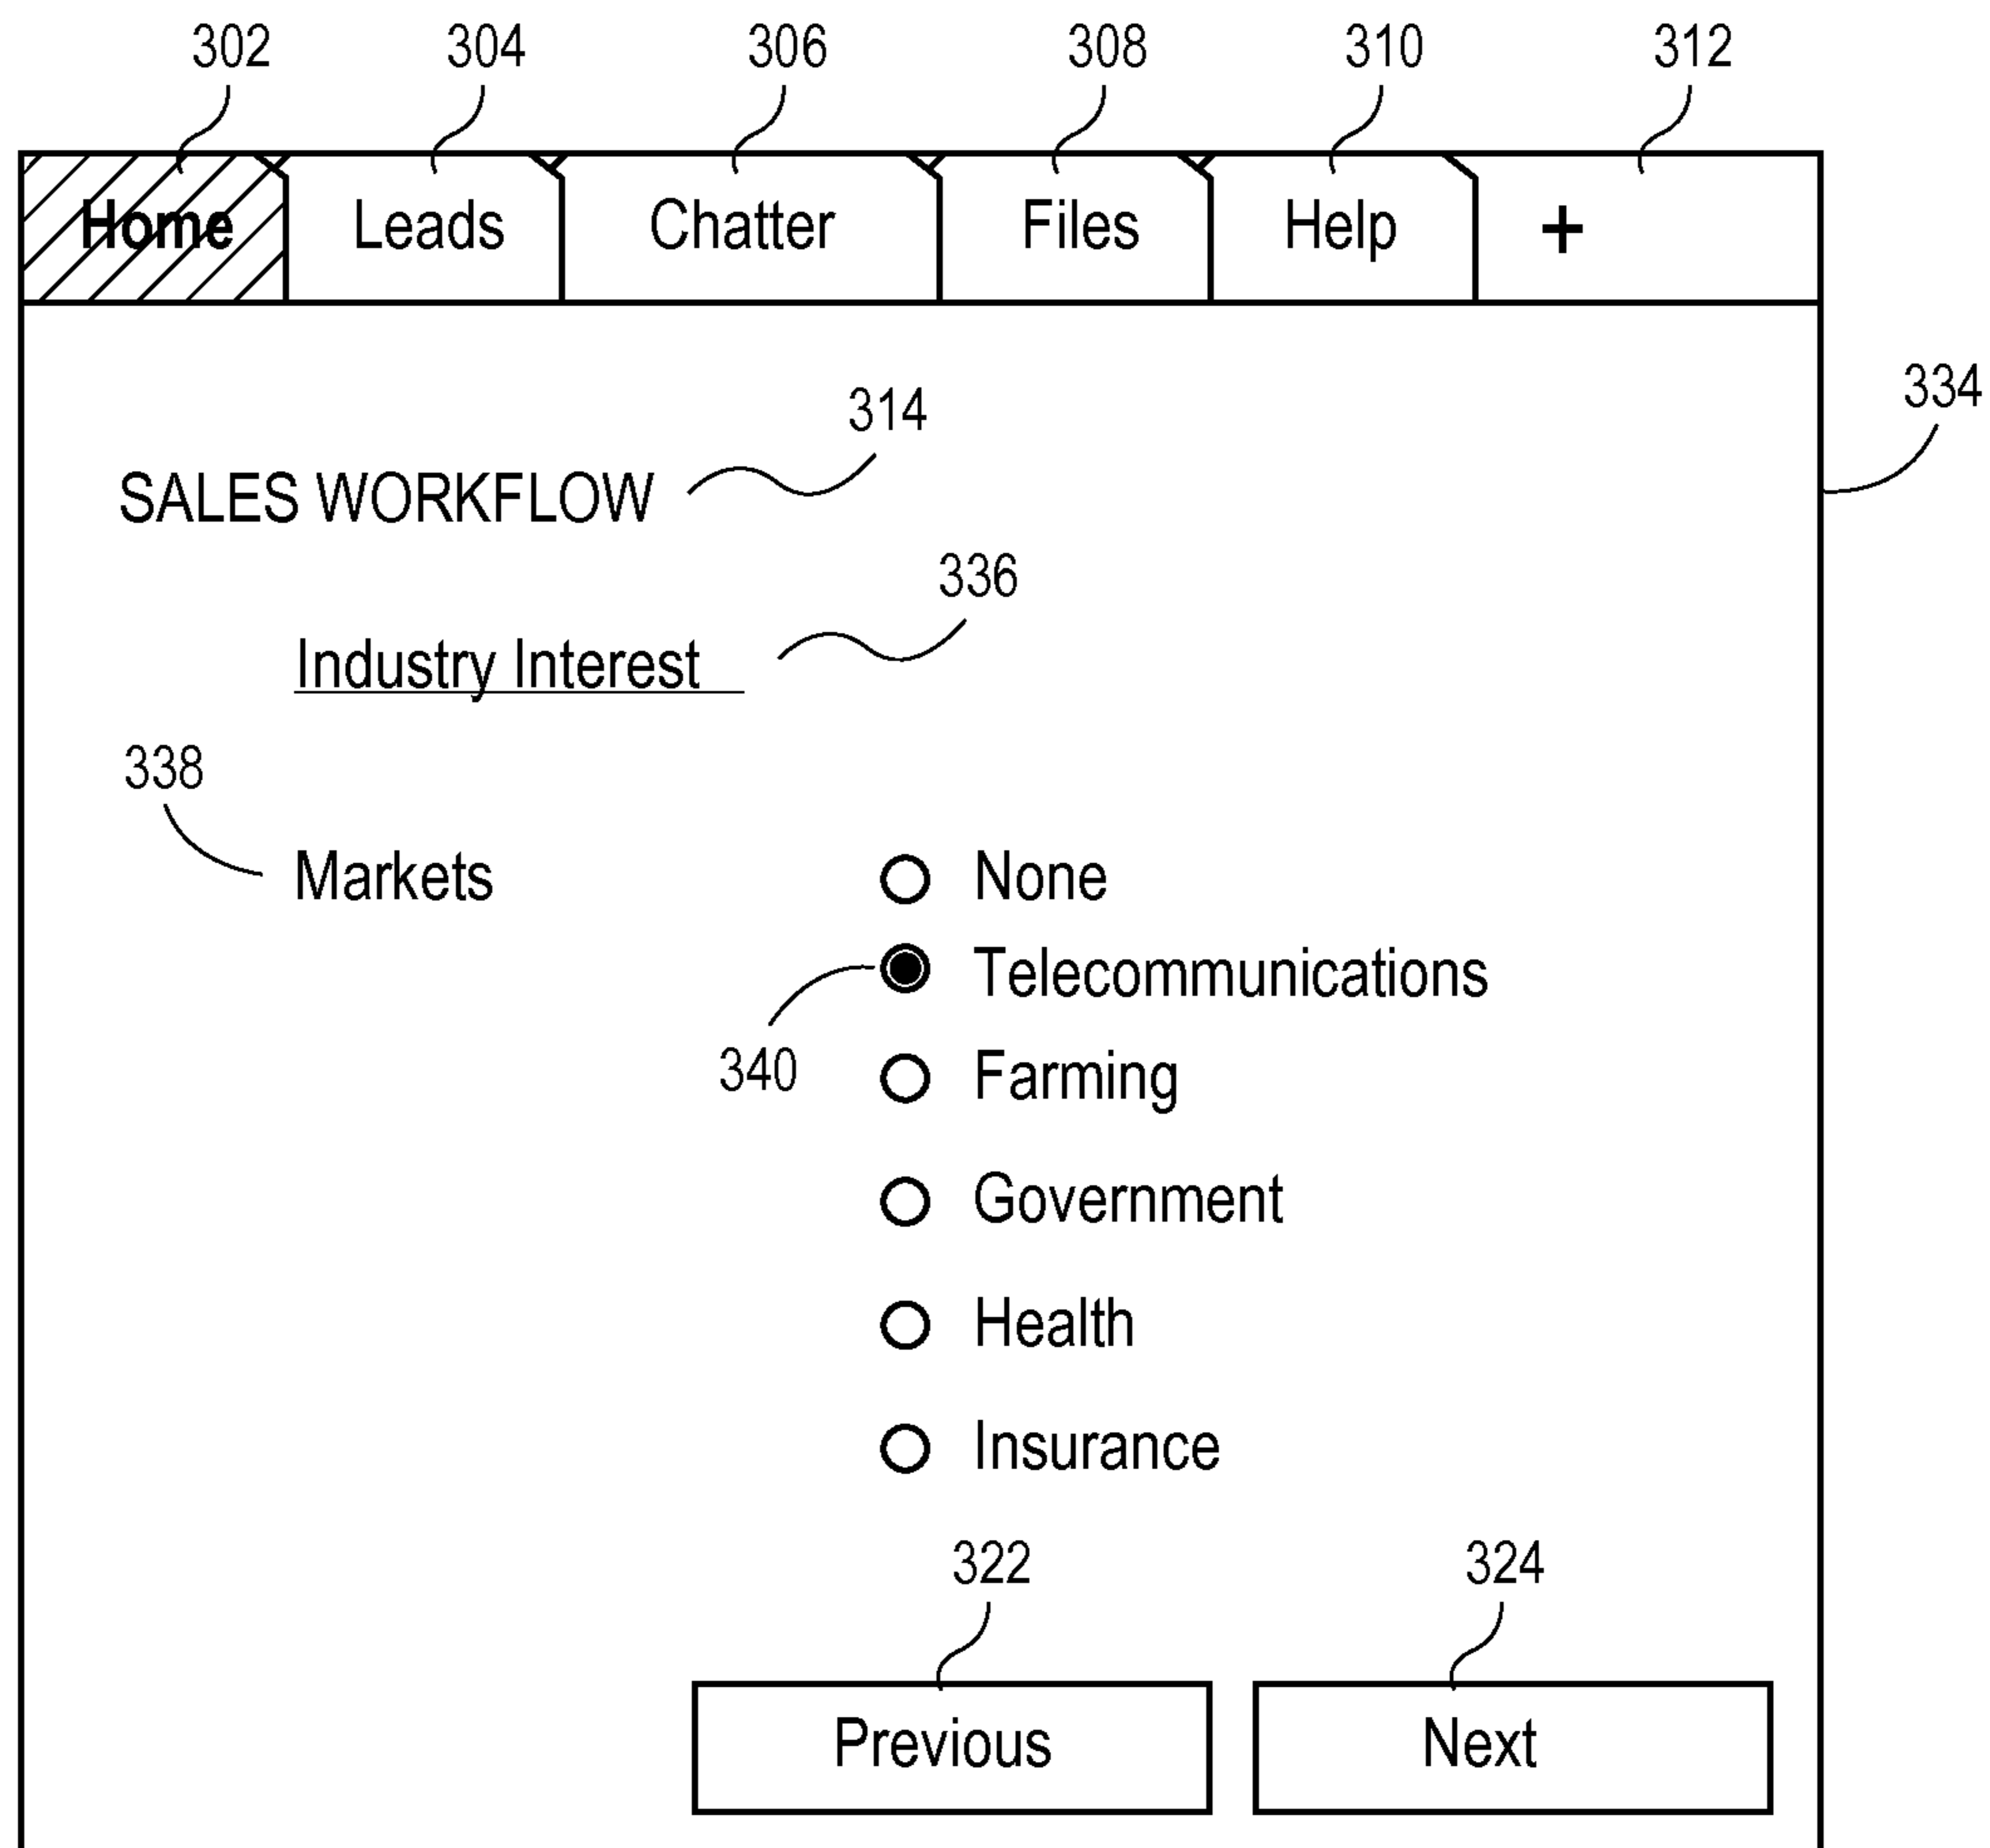 302 304 306 308 310 312
Home Leads Chatter Files Help +
334
314
SALES WORKFLOW
336
Industry Interest
338
Markets None
Telecommunications
340
Farming
Government
Health
Insurance
322 324
Previous Next